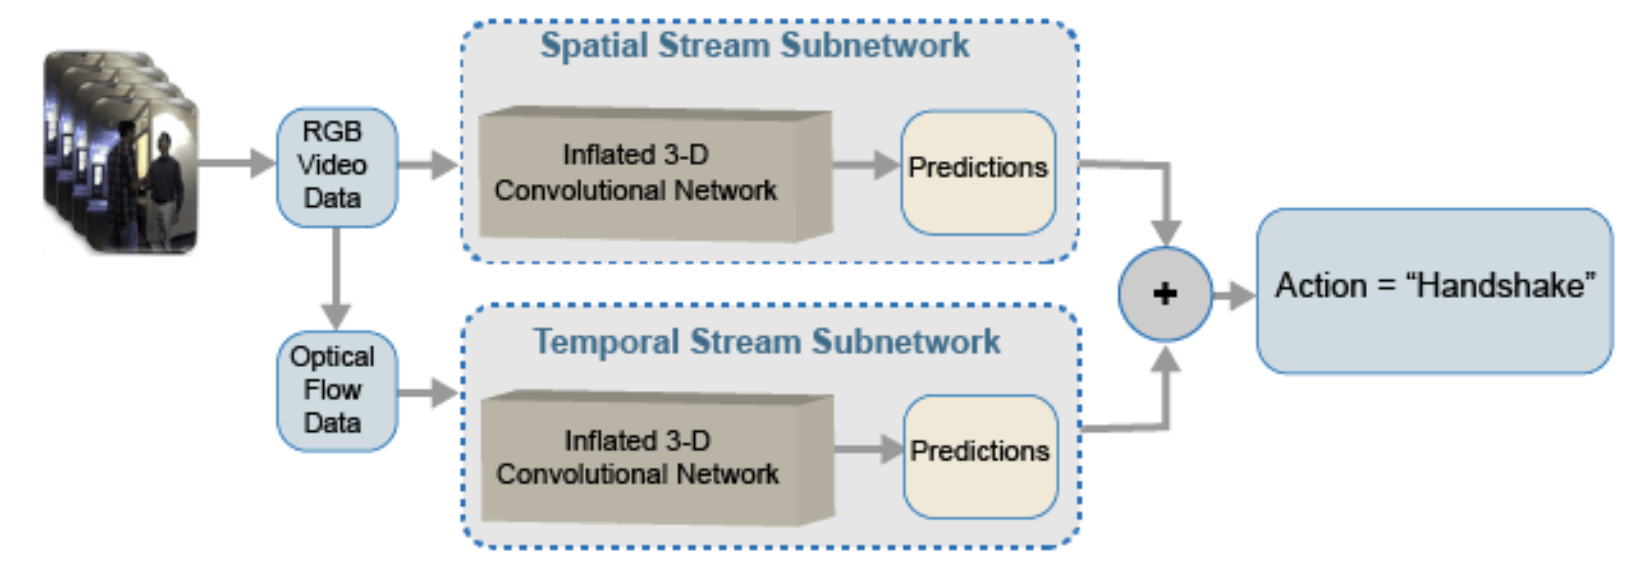 Spatial Stream Subnetwork
RGB
Video
Data
Inflated 3-D
Convolutional Network
Predictions
+
Action = “Handshake”
Temporal Stream Subnetwork
Optical
Flow
Data
Inflated 3-D
Convolutional Network
Predictions